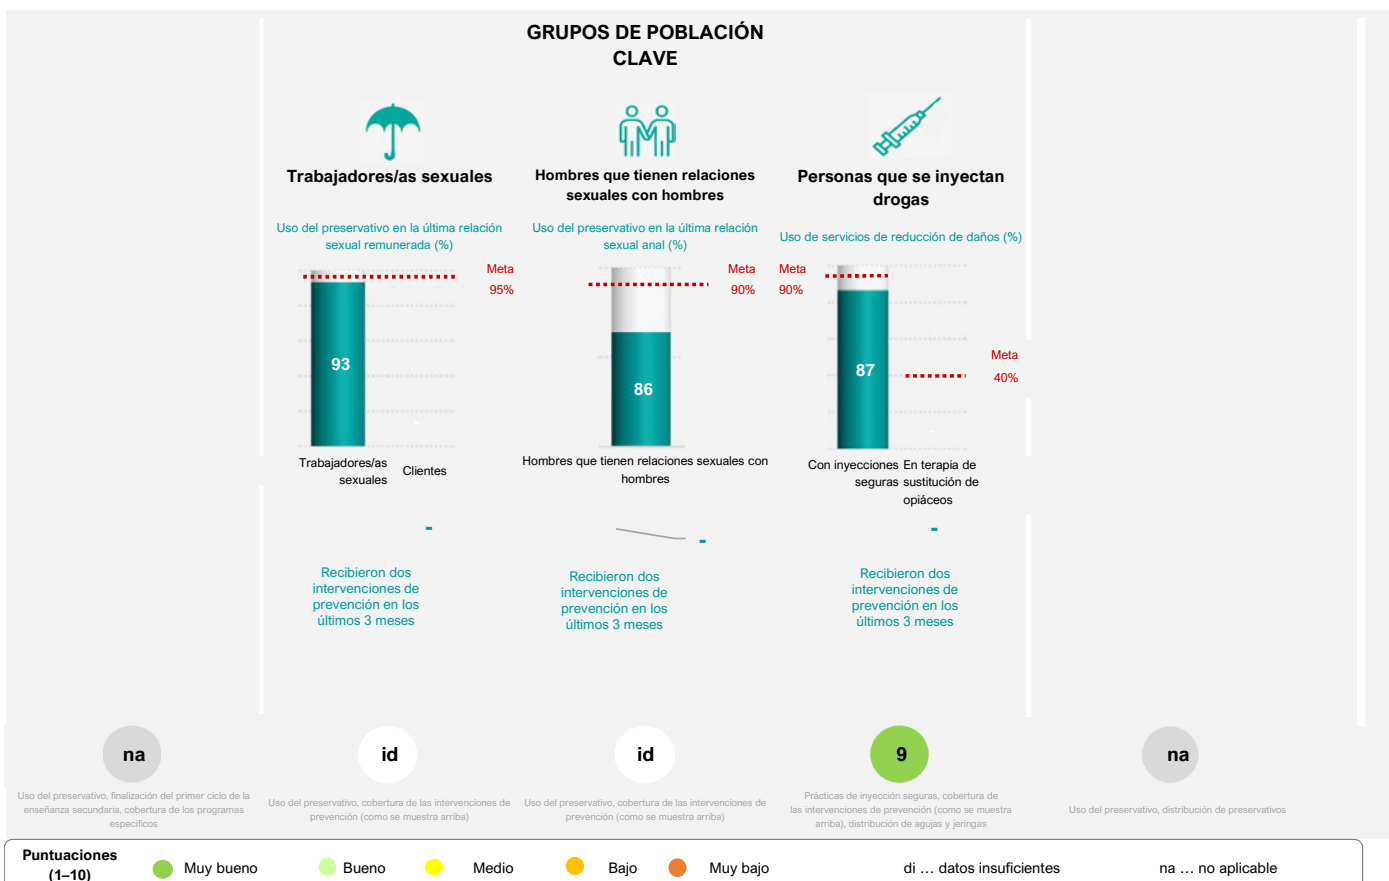 GRUPOS DE POBLACIÓN
CLAVE
Trabajadores/as sexuales
Uso del preservativo en la última relación
sexual remunerada (%)
Meta
95%
93
Trabajadores/as
sexuales
Clientes
-
Recibieron dos
intervenciones de
prevención en los
últimos 3 meses
Hombres que tienen relaciones
sexuales con hombres
Uso del preservativo en la última relación
sexual anal (%)
Meta
90%
86
Hombres que tienen relaciones sexuales con
hombres
-
Recibieron dos
intervenciones de
prevención en los
últimos 3 meses
Personas que se inyectan
drogas
Uso de servicios de reducción de daños (%)
Meta
90%
87
Meta
40%
Con inyecciones
seguras
En terapia de
sustitución de
opiáceos
-
Recibieron dos
intervenciones de
prevención en los
últimos 3 meses
na
Uso del preservativo, finalización del primer ciclo de la
enseñanza secundaria, cobertura de los programas
específicos
id
Uso del preservativo, cobertura de las intervenciones de
prevención (como se muestra arriba)
id
Uso del preservativo, cobertura de las intervenciones de
prevención (como se muestra arriba)
9
Prácticas de inyección seguras, cobertura de
las intervenciones de prevención (como se muestra
arriba), distribución de agujas y jeringas
na
Uso del preservativo, distribución de preservativos
Puntuaciones
(1–10)
Muy bueno
Bueno
Medio
Bajo
Muy bajo
di … datos insuficientes
na … no aplicable